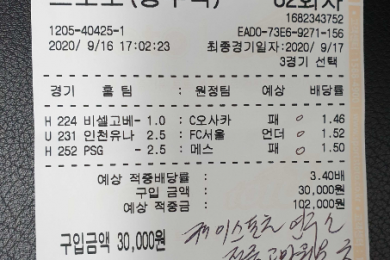 82회차
1682343752
1205-40425-1 EAD0-73E6-9271-156
2020/ 9/16 17:02:23 최종경기일자:2020/ 9/17
3경기 선택
경기 홈 팀 : 원정팀 예상 배당률
H 224 비셀고베- 1.0 : C오사카 패 1.46
U 231 인천유나- 2.5 : FC서울 언더 1.52
H 252 PSG - 2.5 : 메스 패 1.50
예상 적중배당률 : 3.40배
구입 금액 : 30,000원
예상 적중금 : 102,000원
구입금액 30,000원